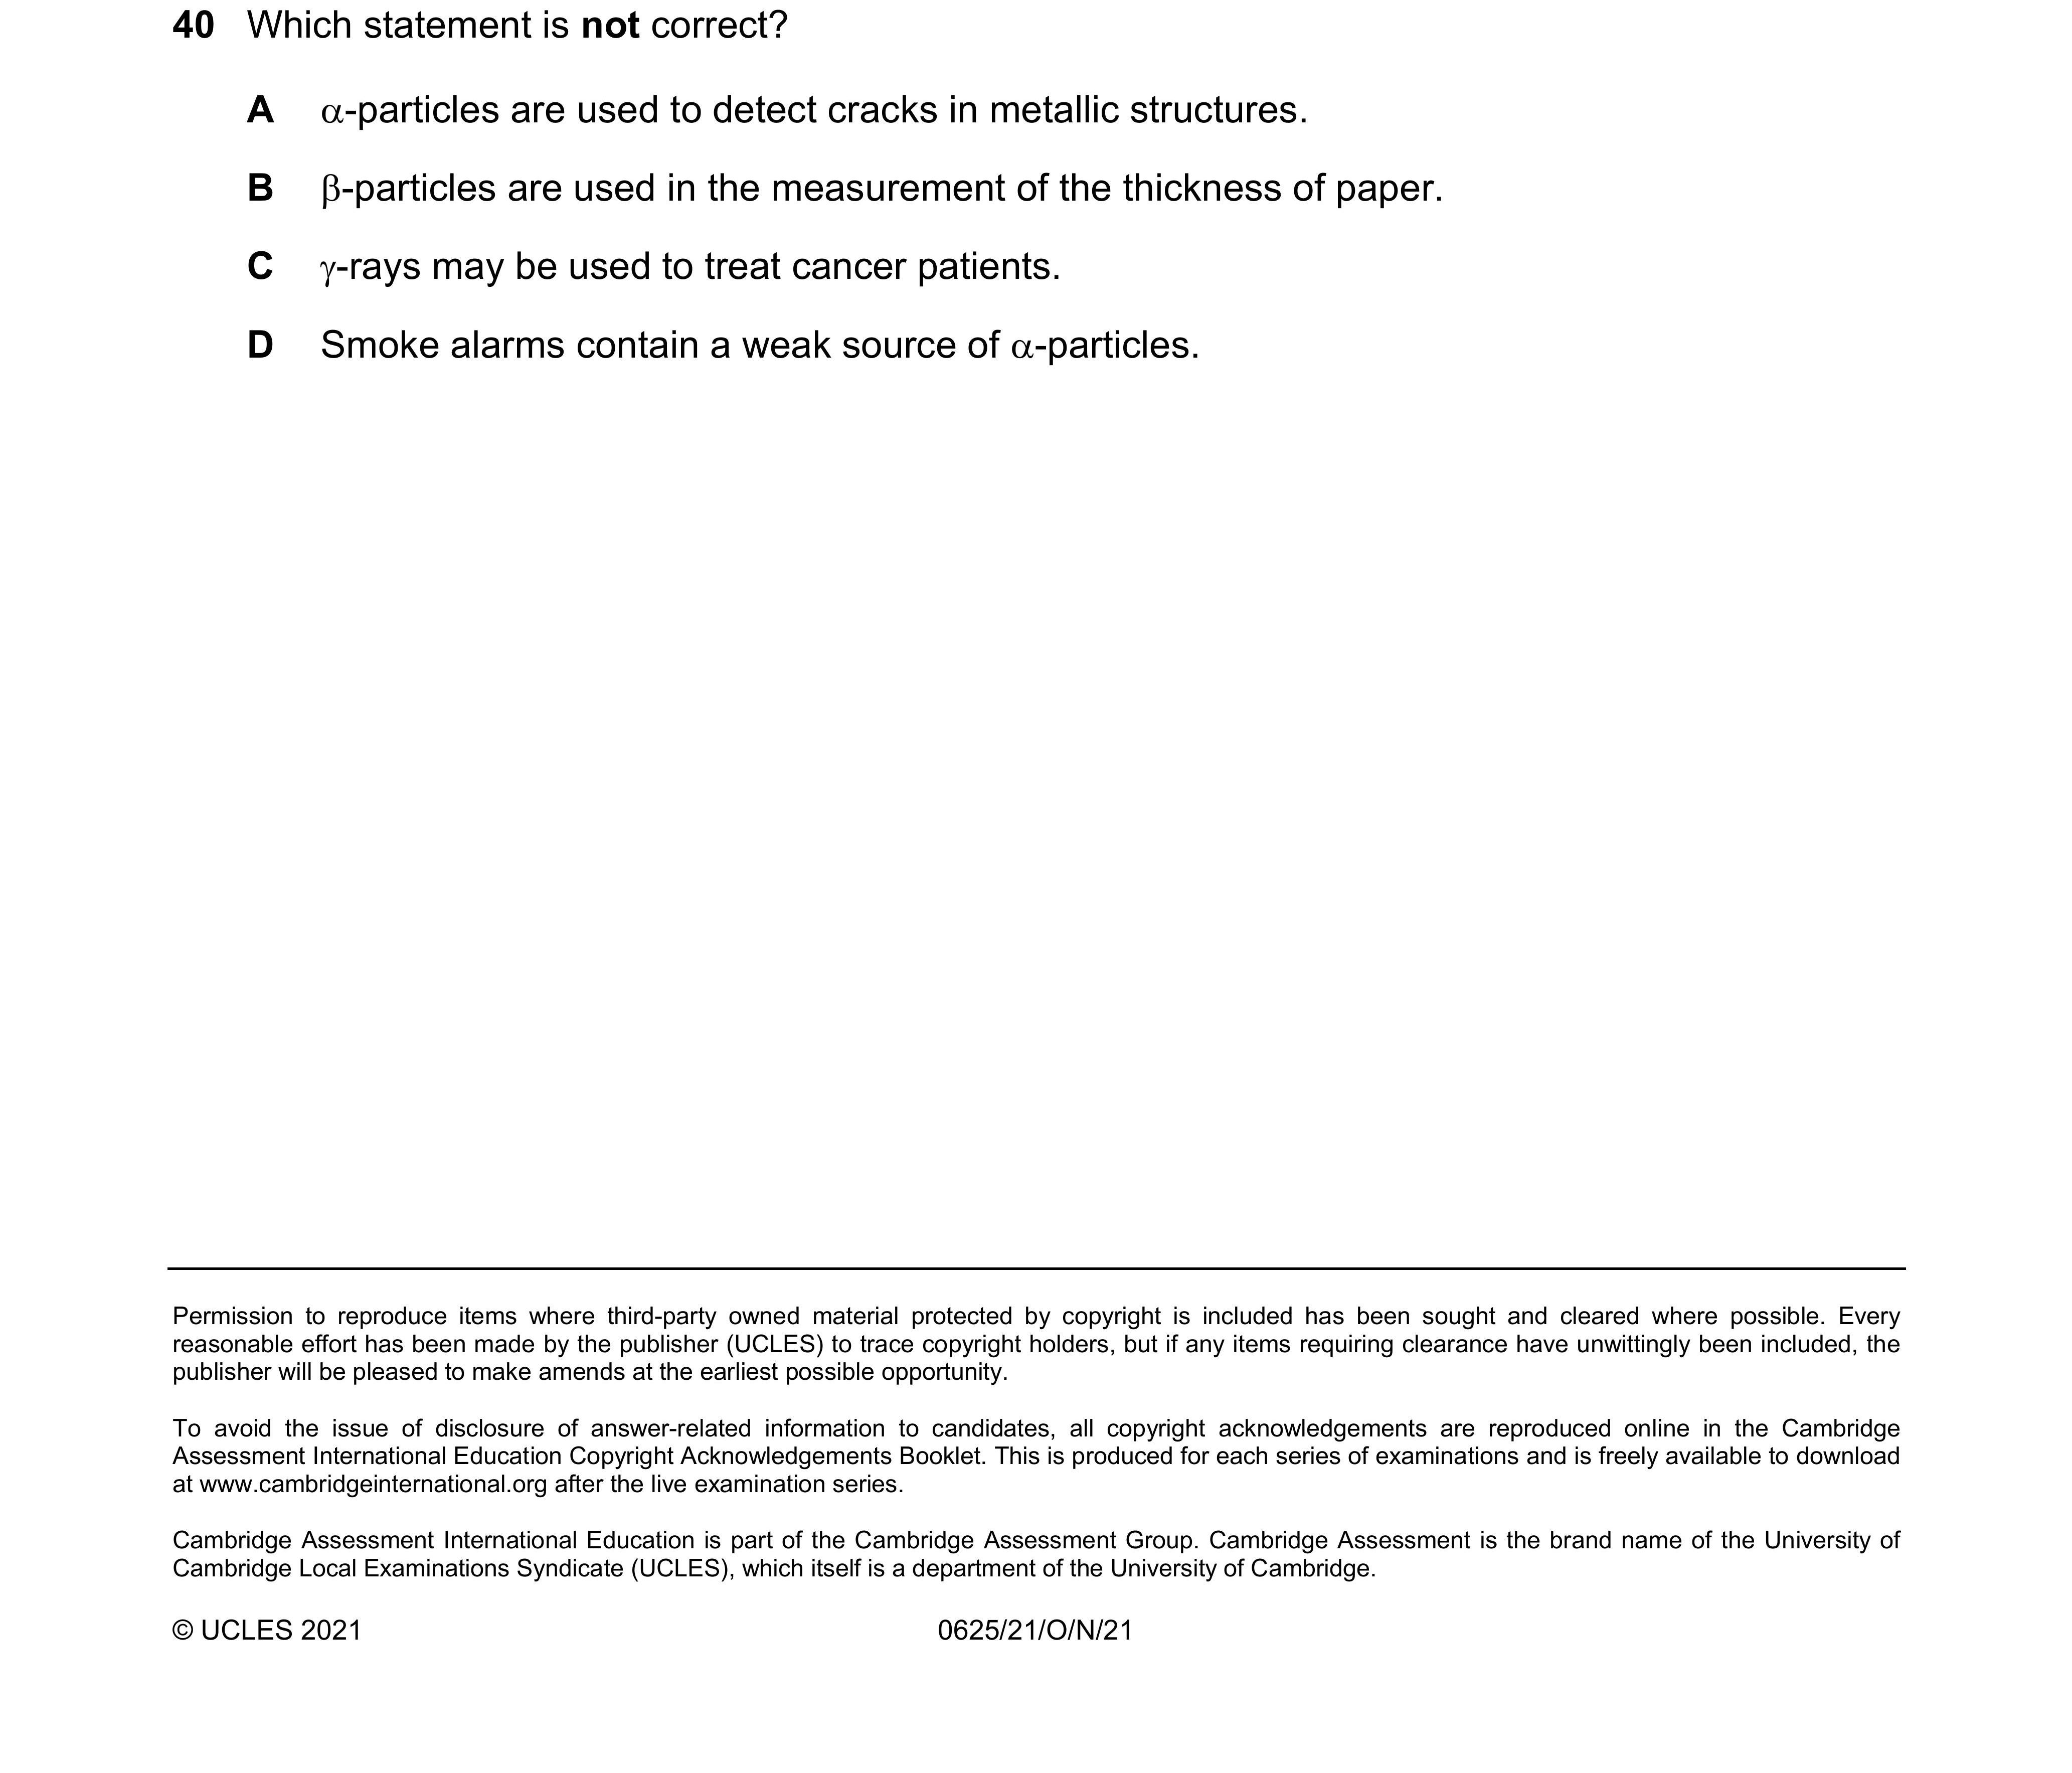 40 Which statement is not correct?
A α-particles are used to detect cracks in metallic structures.
B β-particles are used in the measurement of the thickness of paper.
C γ-rays may be used to treat cancer patients.
D Smoke alarms contain a weak source of α-particles.
Permission to reproduce items where third-party owned material protected by copyright is included has been sought and cleared where possible. Every
reasonable effort has been made by the publisher (UCLES) to trace copyright holders, but if any items requiring clearance have unwittingly been included, the
publisher will be pleased to make amends at the earliest possible opportunity.
To avoid the issue of disclosure of answer-related information to candidates, all copyright acknowledgements are reproduced online in the Cambridge
Assessment International Education Copyright Acknowledgements Booklet. This is produced for each series of examinations and is freely available to download
at www.cambridgeinternational.org after the live examination series.
Cambridge Assessment International Education is part of the Cambridge Assessment Group. Cambridge Assessment is the brand name of the University of
Cambridge Local Examinations Syndicate (UCLES), which itself is a department of the University of Cambridge.
© UCLES 2021 0625/21/O/N/21